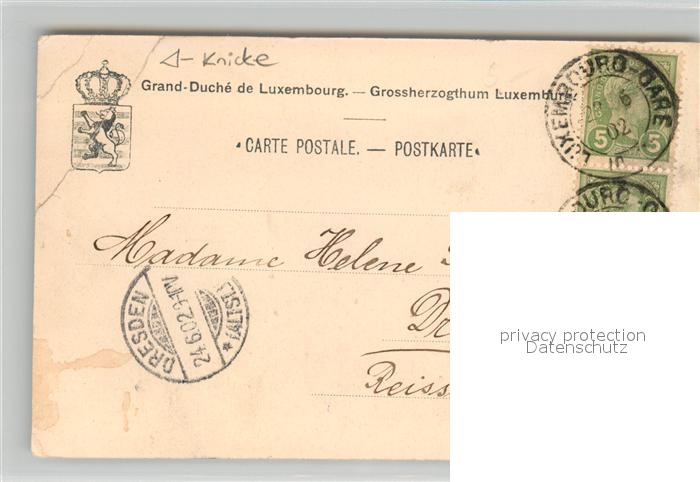 Knicke
Grand-Duché de Luxembourg. — Grossherzogthum Luxemburg.
CARTE POSTALE. — POSTKARTE
LUXEMBOURG-GARE
02
5 5
Madame Helene
DRESDEN
24.6.02.
Reiss
privacy protection
Datenschutz